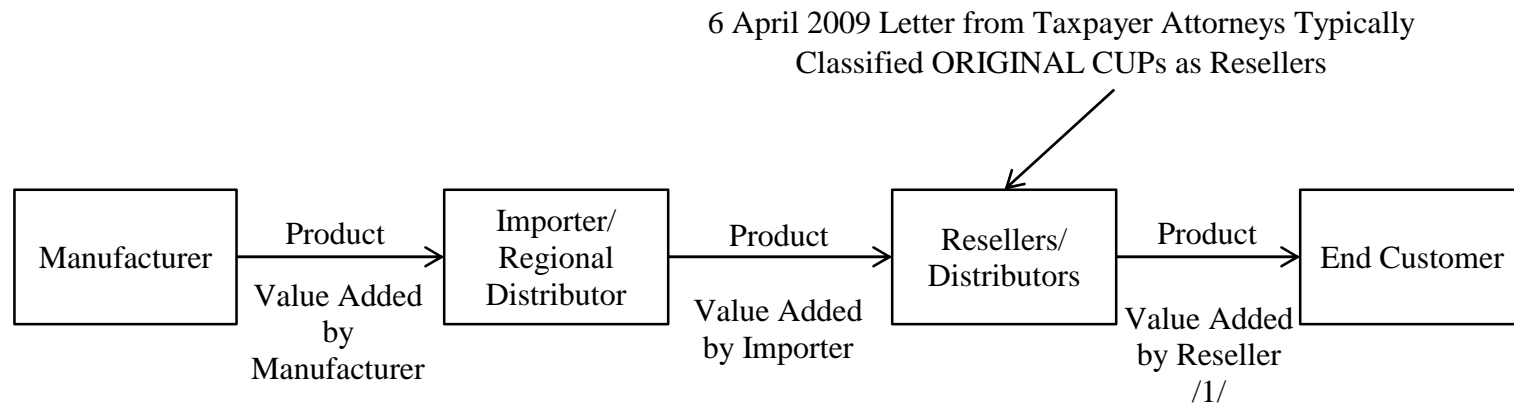 6 April 2009 Letter from Taxpayer Attorneys Typically
Classified ORIGINAL CUPs as Resellers
Manufacturer
Product
Value Added
by
Manufacturer
Importer/
Regional
Distributor
Product
Value Added
by Importer
Resellers/
Distributors
Product
Value Added
by Reseller
/1/
End Customer